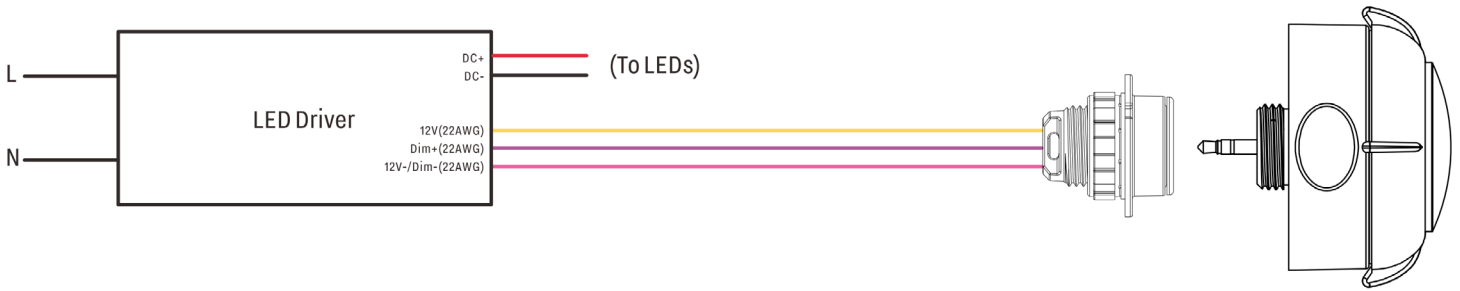 L
N
LED Driver
DC+
DC-
(To LEDs)
12V(22AWG)
Dim+(22AWG)
12V-/Dim-(22AWG)